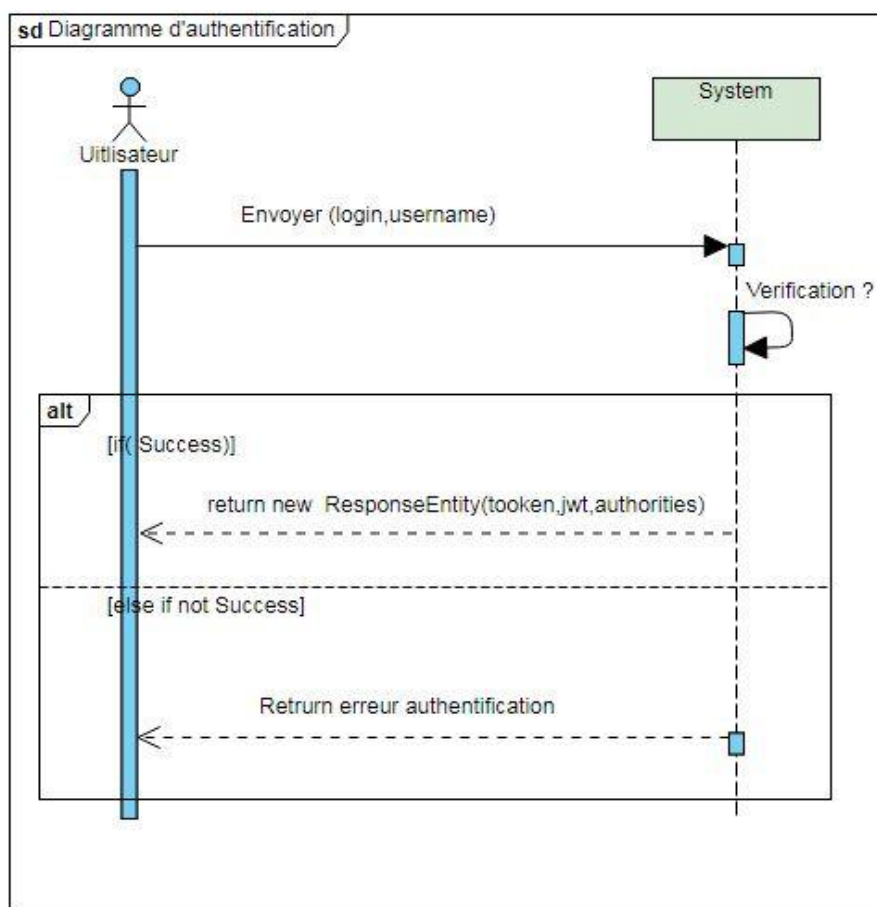 sd Diagramme d'authentification
System
Uitlisateur
Envoyer (login,username)
Verification ?
alt
[if( Success)]
return new ResponseEntity(tooken,jwt,authorities)
[else if not Success]
Retrurn erreur authentification